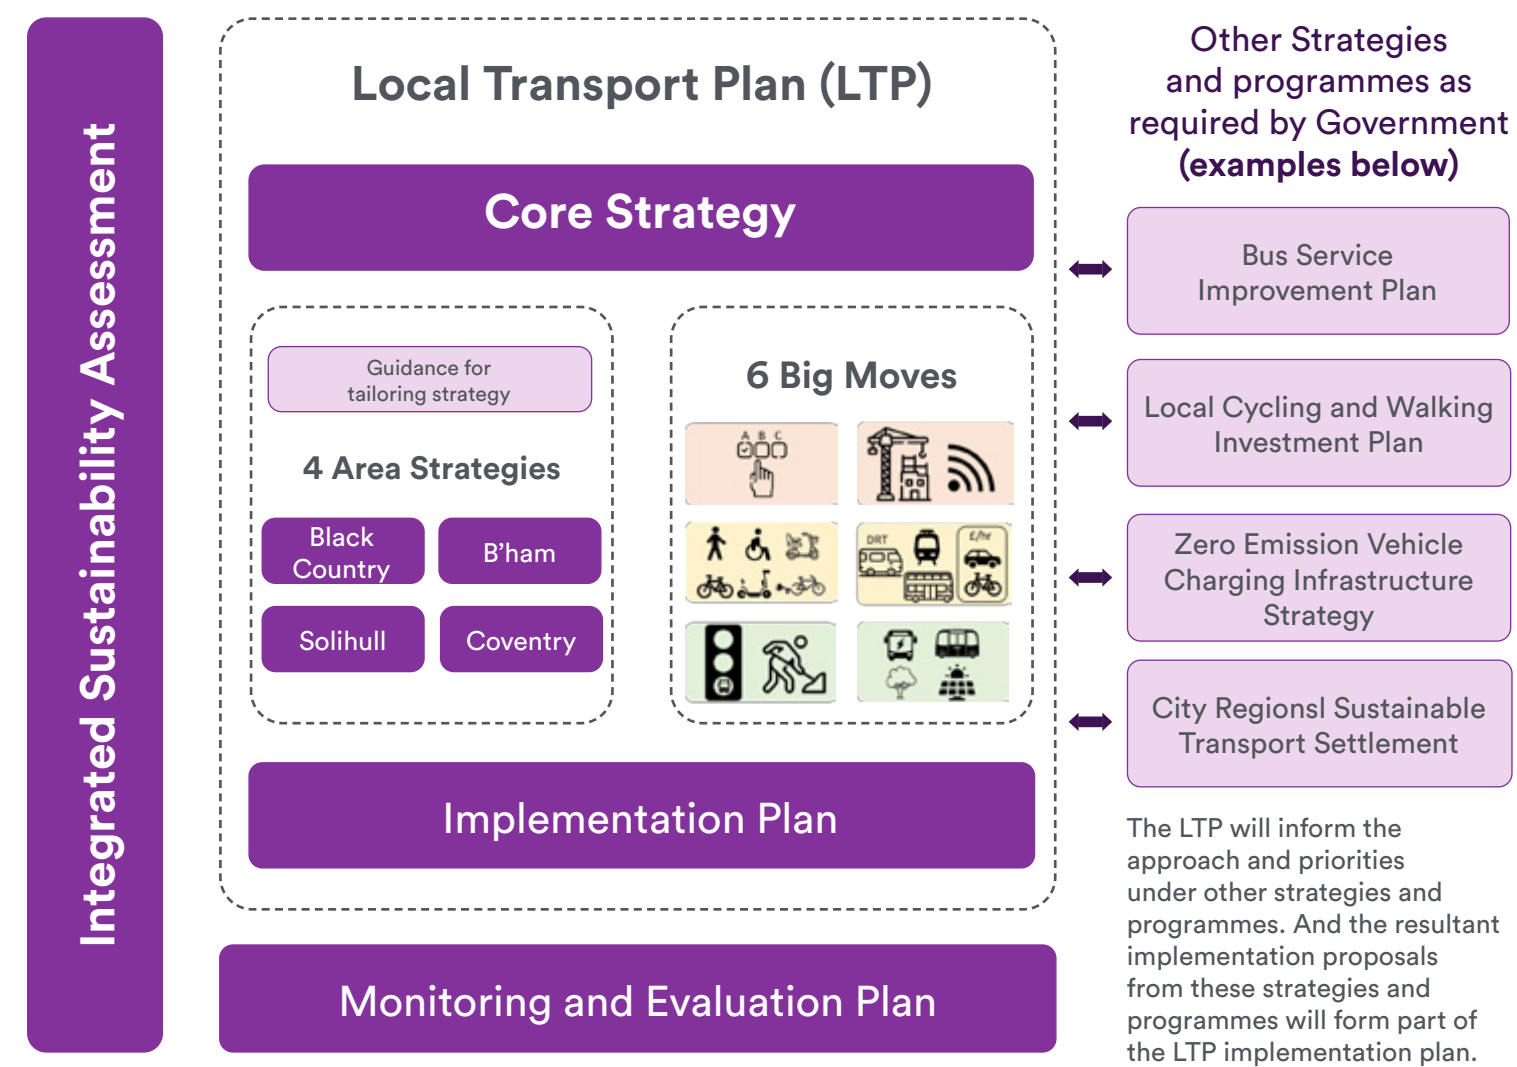 Integrated Sustainability Assessment
Local Transport Plan (LTP)
Core Strategy
Guidance for
tailoring strategy
4 Area Strategies
Black
Country
B'ham
Solihull
Coventry
6 Big Moves
A B C
DRT
£/hr
Implementation Plan
Monitoring and Evaluation Plan
Other Strategies
and programmes as
required by Government
(examples below)
Bus Service
Improvement Plan
Local Cycling and Walking
Investment Plan
Zero Emission Vehicle
Charging Infrastructure
Strategy
City Regionsl Sustainable
Transport Settlement
The LTP will inform the
approach and priorities
under other strategies and
programmes. And the resultant
implementation proposals
from these strategies and
programmes will form part of
the LTP implementation plan.